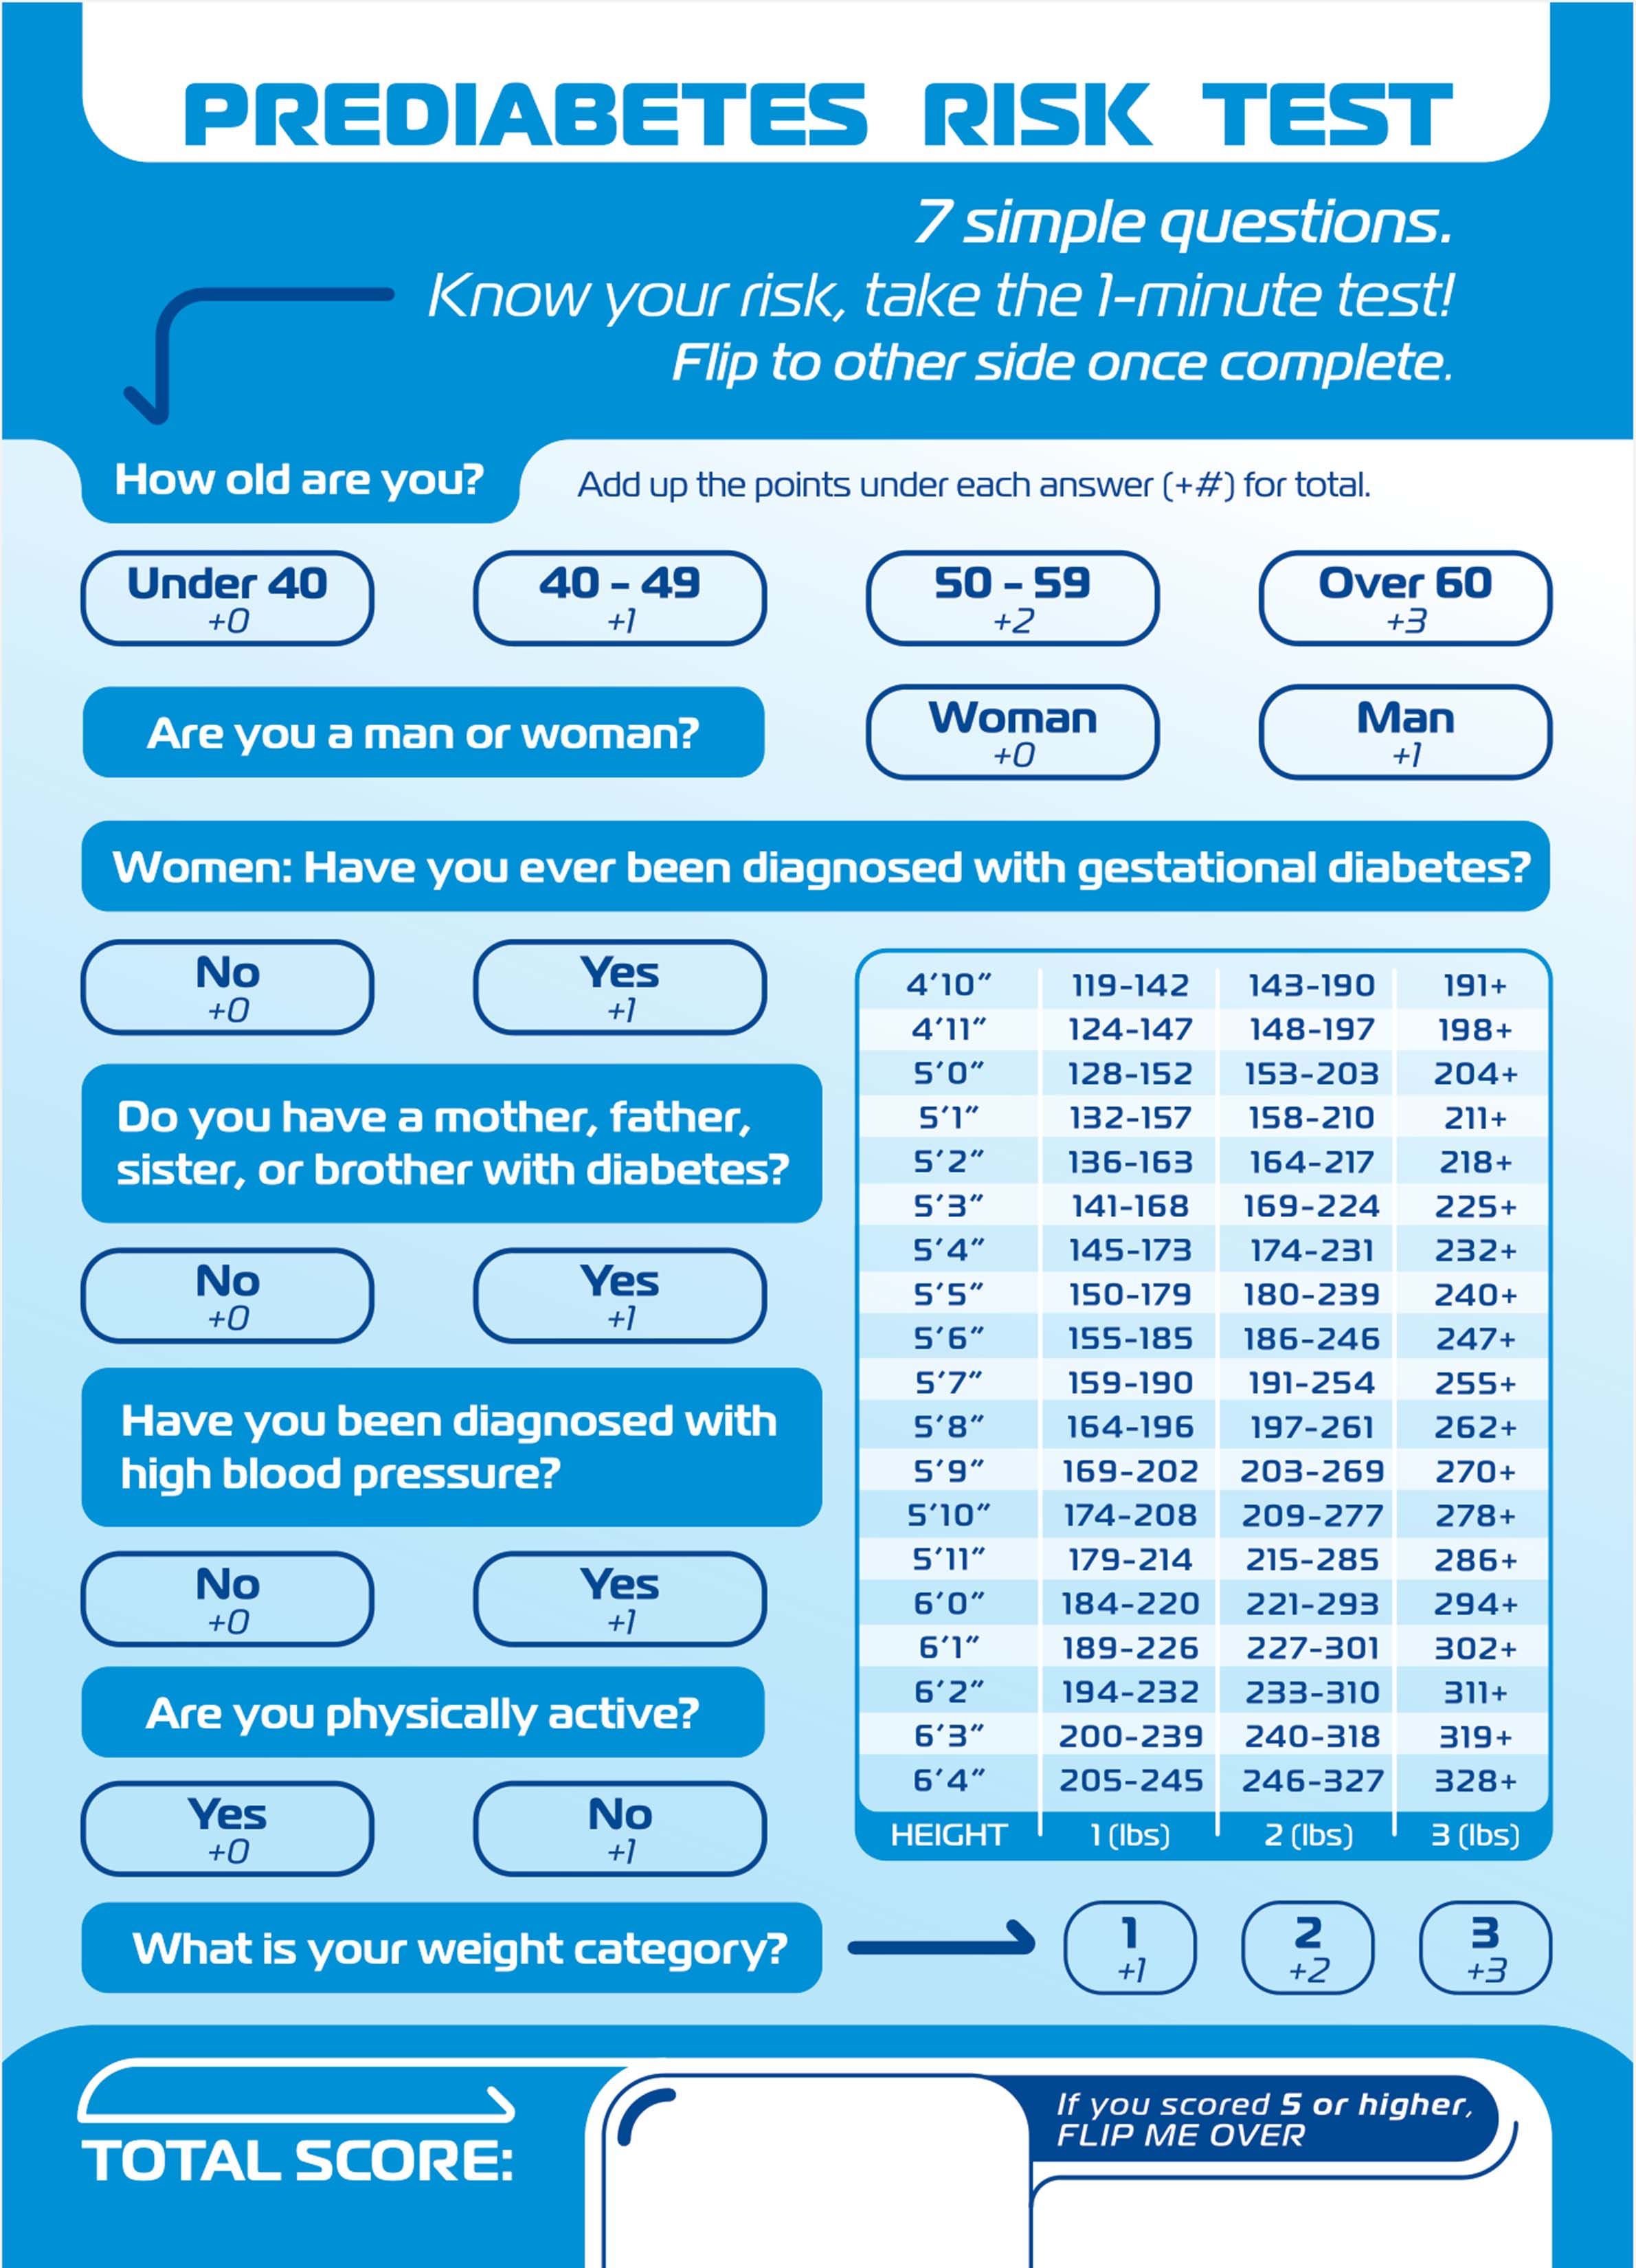 PREDIABETES RISK TEST
7 simple questions.
Know your risk, take the 1-minute test!
Flip to other side once complete.
How old are you?
Add up the points under each answer (+#) for total.
Under 40
+0
40 - 49
+1
50 - 59
+2
Over 60
+3
Are you a man or woman?
Woman
+0
Man
+1
Women: Have you ever been diagnosed with gestational diabetes?
No
+0
Yes
+1
Do you have a mother, father,
sister, or brother with diabetes?
No
+0
Yes
+1
Have you been diagnosed with
high blood pressure?
No
+0
Yes
+1
Are you physically active?
Yes
+0
No
+1
4'10" 119-142 143-190 191+
4'11" 124-147 148-197 198+
5'0" 128-152 153-203 204+
5'1" 132-157 158-210 211+
5'2" 136-163 164-217 218+
5'3" 141-168 169-224 225+
5'4" 145-173 174-231 232+
5'5" 150-179 180-239 240+
5'6" 155-185 186-246 247+
5'7" 159-190 191-254 255+
5'8" 164-196 197-261 262+
5'9" 169-202 203-269 270+
5'10" 174-208 209-277 278+
5'11" 179-214 215-285 286+
6'0" 184-220 221-293 294+
6'1" 189-226 227-301 302+
6'2" 194-232 233-310 311+
6'3" 200-239 240-318 319+
6'4" 205-245 246-327 328+
HEIGHT 1 (lbs) 2 (lbs) 3 (lbs)
What is your weight category?
1
+1
2
+2
3
+3
TOTAL SCORE:
If you scored 5 or higher,
FLIP ME OVER